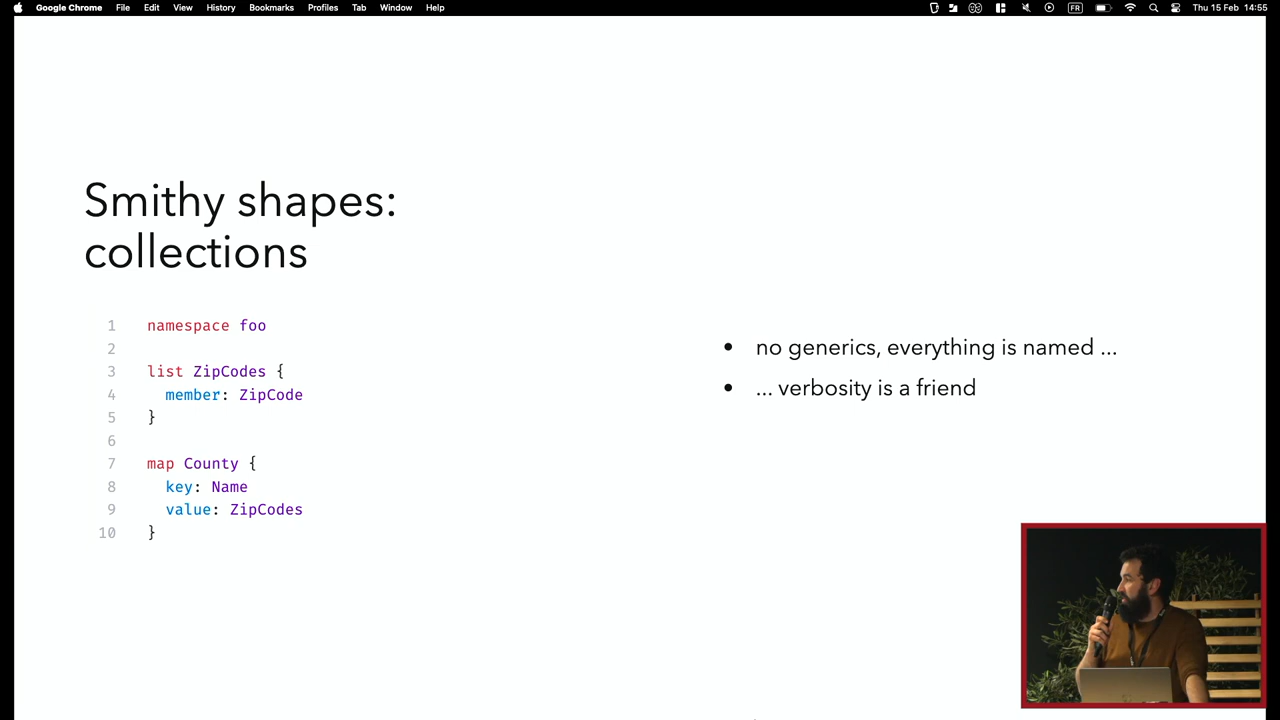 Google Chrome File Edit View History Bookmarks Profiles Tab Window Help FR Thu 15 Feb 14:55
Smithy shapes:
collections
1 namespace foo
2
3 list ZipCodes {
4   member: ZipCode
5 }
6
7 map County {
8   key: Name
9   value: ZipCodes
10 }
• no generics, everything is named ...
• ... verbosity is a friend